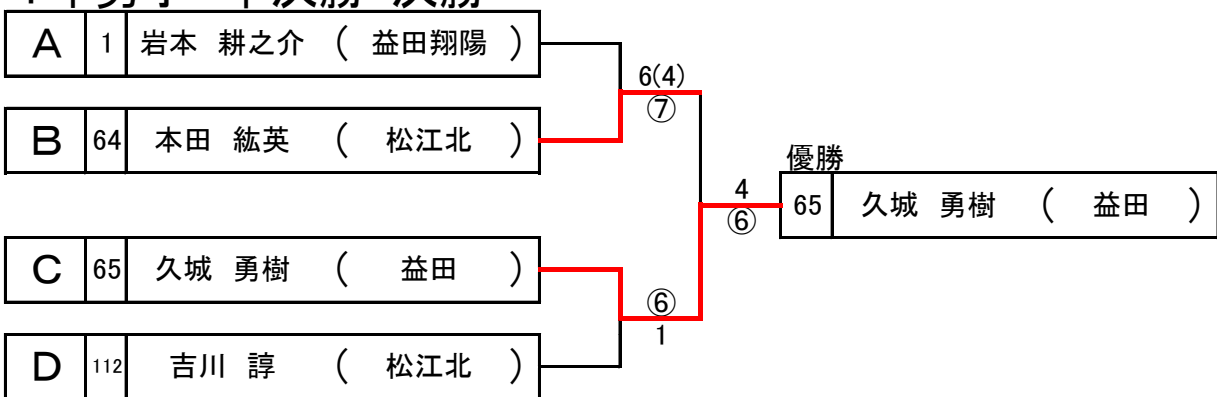 A 1 岩本 耕之介 ( 益田翔陽 )
6(4)
⑦
B 64 本田 紘英 ( 松江北 )
優勝
4
⑥
65 久城 勇樹 ( 益田 )
C 65 久城 勇樹 ( 益田 )
⑥
1
D 112 吉川 諄 ( 松江北 )